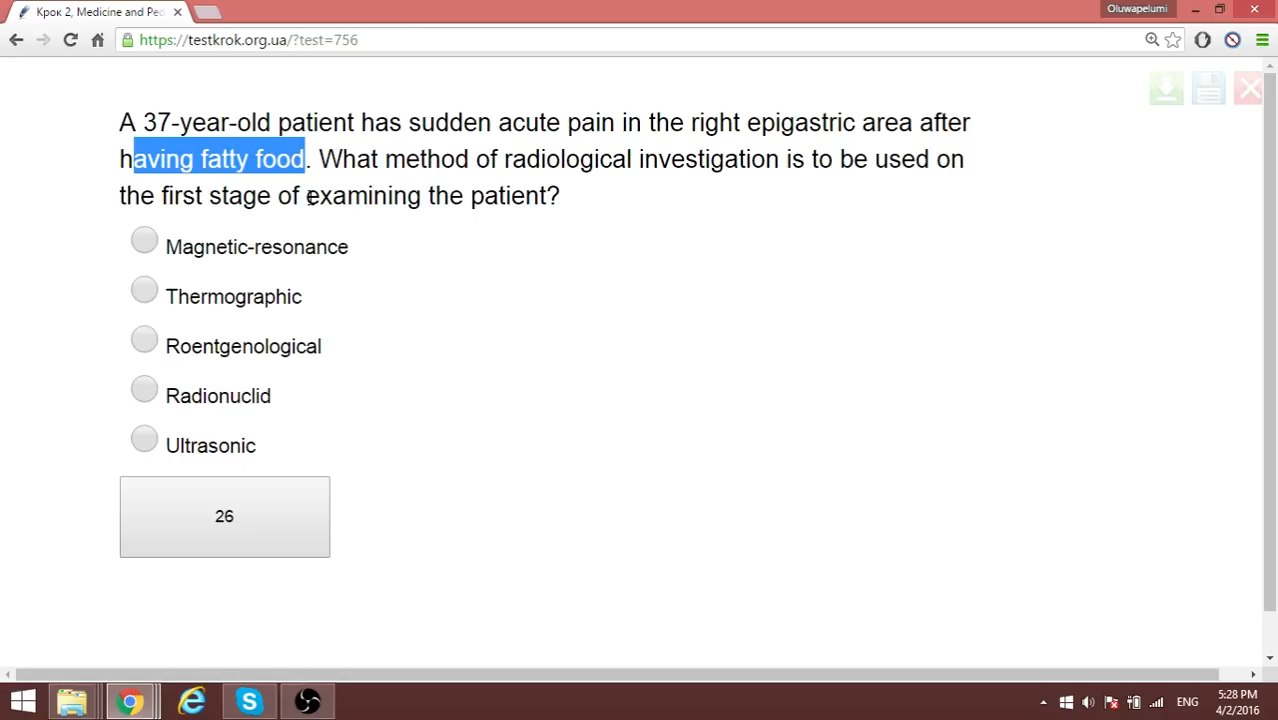 Крок 2, Medicine and Peo
Oluwapelumi
https://testkrok.org.ua/?test=756
A 37-year-old patient has sudden acute pain in the right epigastric area after
having fatty food. What method of radiological investigation is to be used on
the first stage of examining the patient?
Magnetic-resonance
Thermographic
Roentgenological
Radionuclid
Ultrasonic
26
ENG
5:28 PM
4/2/2016